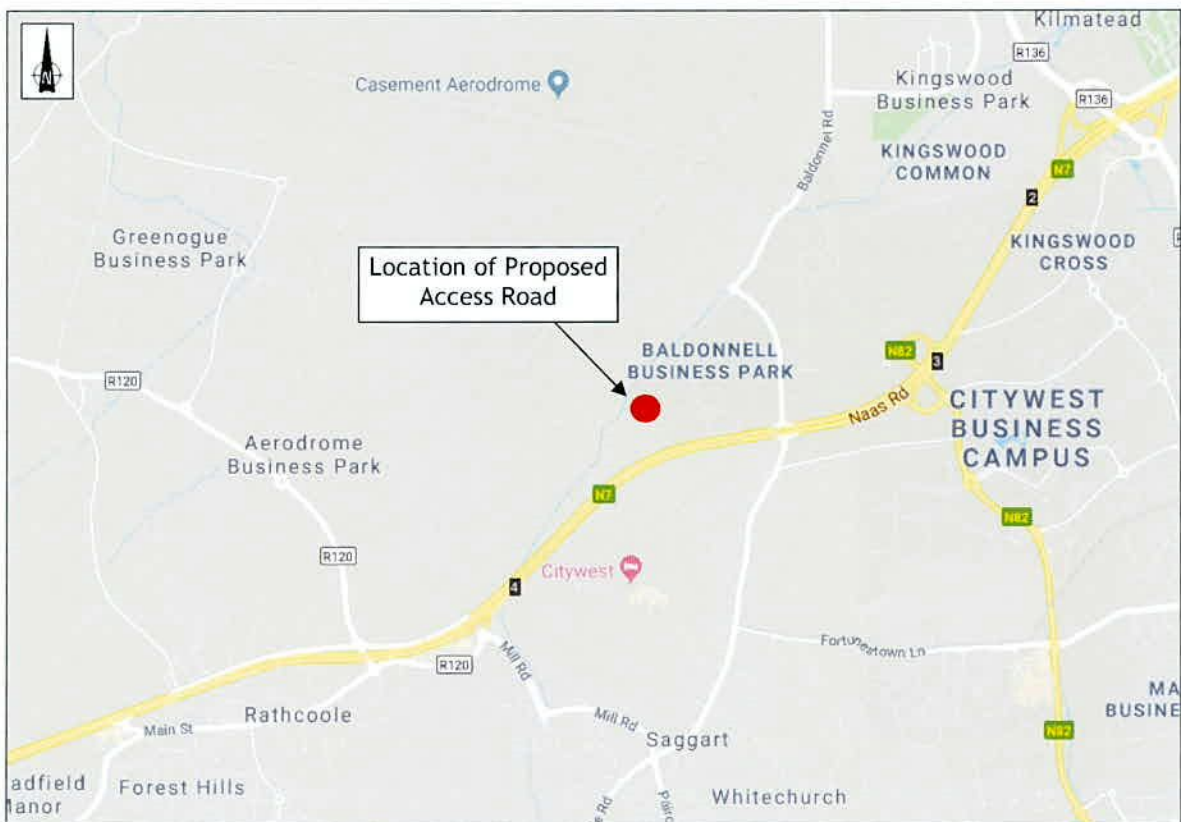 N
Kilmatead
R136
Casement Aerodrome
Kingswood
Business Park
R136
Baldonnel Rd
KINGSWOOD
COMMON
N7
2
Greenogue
Business Park
KINGSWOOD
CROSS
Location of Proposed
Access Road
BALDONNELL
BUSINESS PARK
N82
3
R120
Naas Rd
CITYWEST
BUSINESS
CAMPUS
Aerodrome
Business Park
N7
N82
R120
Citywest
4
Fortunestown Ln
R120
Mill Rd
MA
BUSINE
Rathcoole
Main St
Mill Rd
Saggart
N82
adfield
Manor
Forest Hills
Whitechurch
e Rd